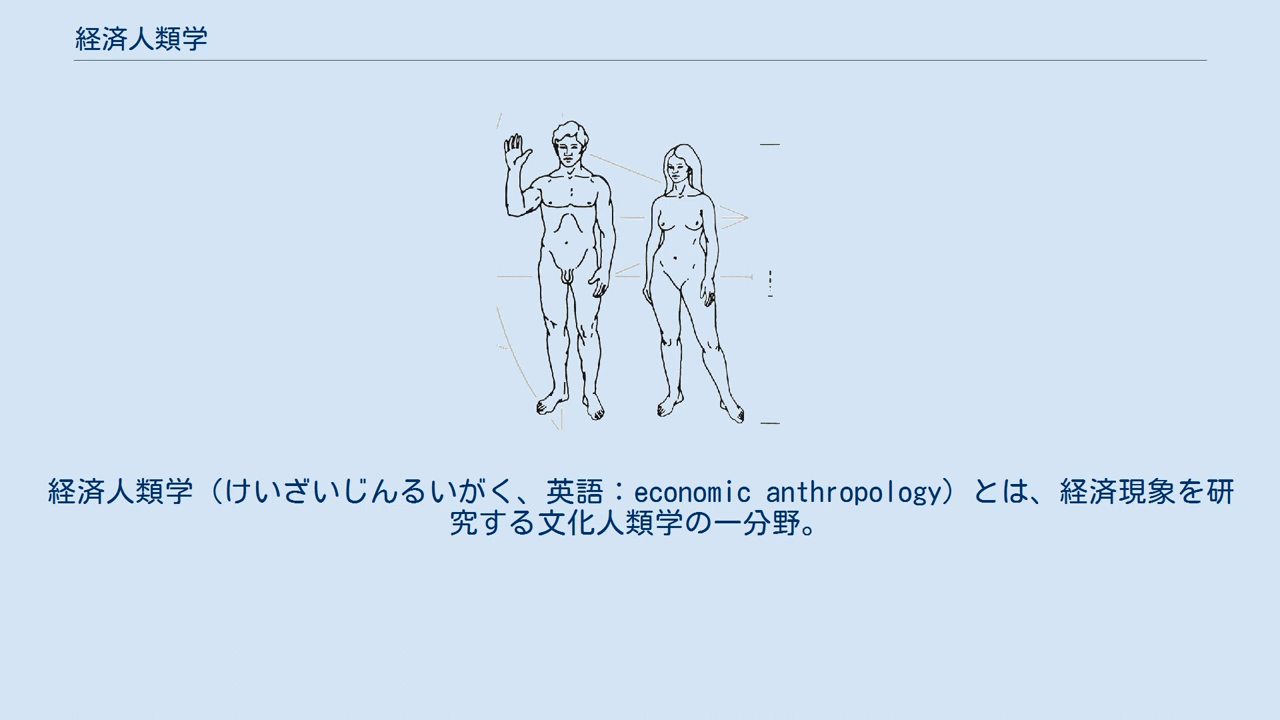 経済人類学
経済人類学（けいざいじんるいがく、英語：economic anthropology）とは、経済現象を研
究する文化人類学の一分野。